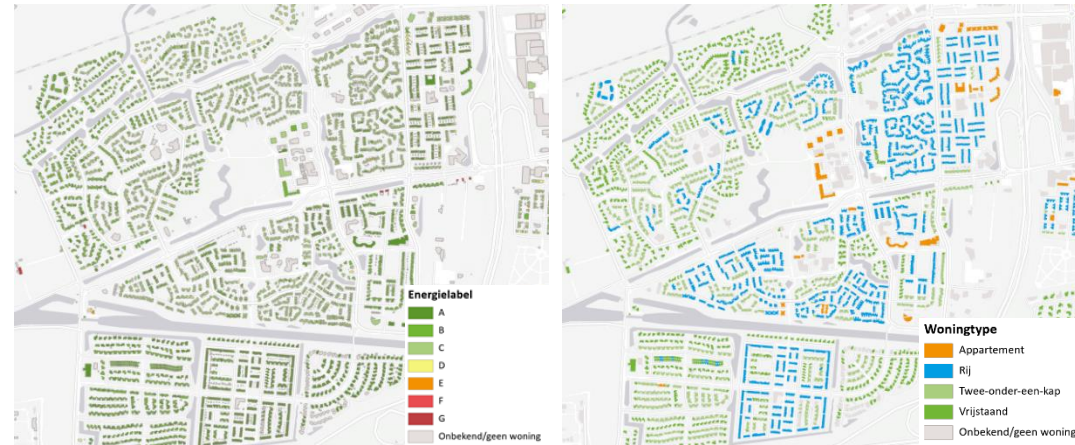 Energielabel
A
B
C
D
E
F
G
Onbekend/geen woning
Woningtype
Appartement
Rij
Twee-onder-een-kap
Vrijstaand
Onbekend/geen woning